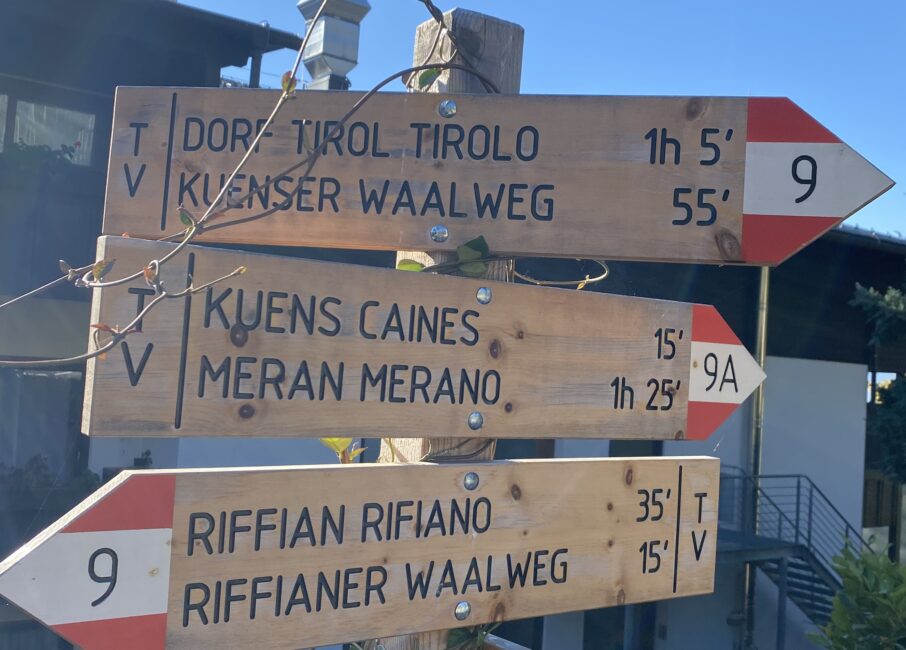 T DORF TIROL TIROLO 1h 5'
V KUENSER WAALWEG 55'
9
T KUENS CAINES 15'
V MERAN MERANO 1h 25'
9A
9
RIFFIAN RIFIANO 35' T
RIFFIANER WAALWEG 15' V